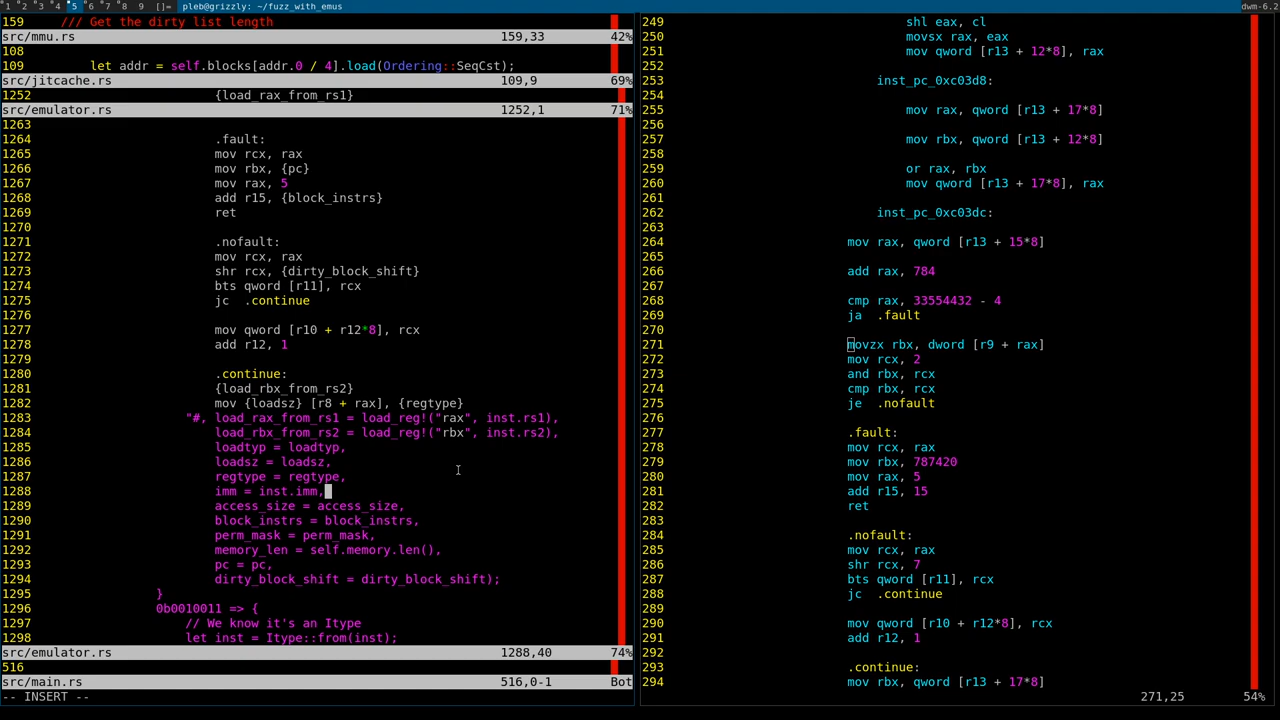 1 2 3 4 5 6 7 8 9 []= pleb@grizzly: ~/fuzz_with_emus dwm-6.2
159 /// Get the dirty list length
src/mmu.rs 159,33 42%
108
109 let addr = self.blocks[addr.0 / 4].load(Ordering::SeqCst);
src/jitcache.rs 109,9 69%
1252 {load_rax_from_rs1}
src/emulator.rs 1252,1 71%
1263
1264 .fault:
1265 mov rcx, rax
1266 mov rbx, {pc}
1267 mov rax, 5
1268 add r15, {block_instrs}
1269 ret
1270
1271 .nofault:
1272 mov rcx, rax
1273 shr rcx, {dirty_block_shift}
1274 bts qword [r11], rcx
1275 jc .continue
1276
1277 mov qword [r10 + r12*8], rcx
1278 add r12, 1
1279
1280 .continue:
1281 {load_rbx_from_rs2}
1282 mov {loadsz} [r8 + rax], {regtype}
1283 "#, load_rax_from_rs1 = load_reg!("rax", inst.rs1),
1284 load_rbx_from_rs2 = load_reg!("rbx", inst.rs2),
1285 loadtyp = loadtyp,
1286 loadsz = loadsz,
1287 regtype = regtype,
1288 imm = inst.imm,
1289 access_size = access_size,
1290 block_instrs = block_instrs,
1291 perm_mask = perm_mask,
1292 memory_len = self.memory.len(),
1293 pc = pc,
1294 dirty_block_shift = dirty_block_shift);
1295 }
1296 0b0010011 => {
1297 // We know it's an Itype
1298 let inst = Itype::from(inst);
src/emulator.rs 1288,40 74%
516
src/main.rs 516,0-1 Bot
-- INSERT --
249 shl eax, cl
250 movsx rax, eax
251 mov qword [r13 + 12*8], rax
252
253 inst_pc_0xc03d8:
254
255 mov rax, qword [r13 + 17*8]
256
257 mov rbx, qword [r13 + 12*8]
258
259 or rax, rbx
260 mov qword [r13 + 17*8], rax
261
262 inst_pc_0xc03dc:
263
264 mov rax, qword [r13 + 15*8]
265
266 add rax, 784
267
268 cmp rax, 33554432 - 4
269 ja .fault
270
271 movzx rbx, dword [r9 + rax]
272 mov rcx, 2
273 and rbx, rcx
274 cmp rbx, rcx
275 je .nofault
276
277 .fault:
278 mov rcx, rax
279 mov rbx, 787420
280 mov rax, 5
281 add r15, 15
282 ret
283
284 .nofault:
285 mov rcx, rax
286 shr rcx, 7
287 bts qword [r11], rcx
288 jc .continue
289
290 mov qword [r10 + r12*8], rcx
291 add r12, 1
292
293 .continue:
294 mov rbx, qword [r13 + 17*8]
271,25 54%